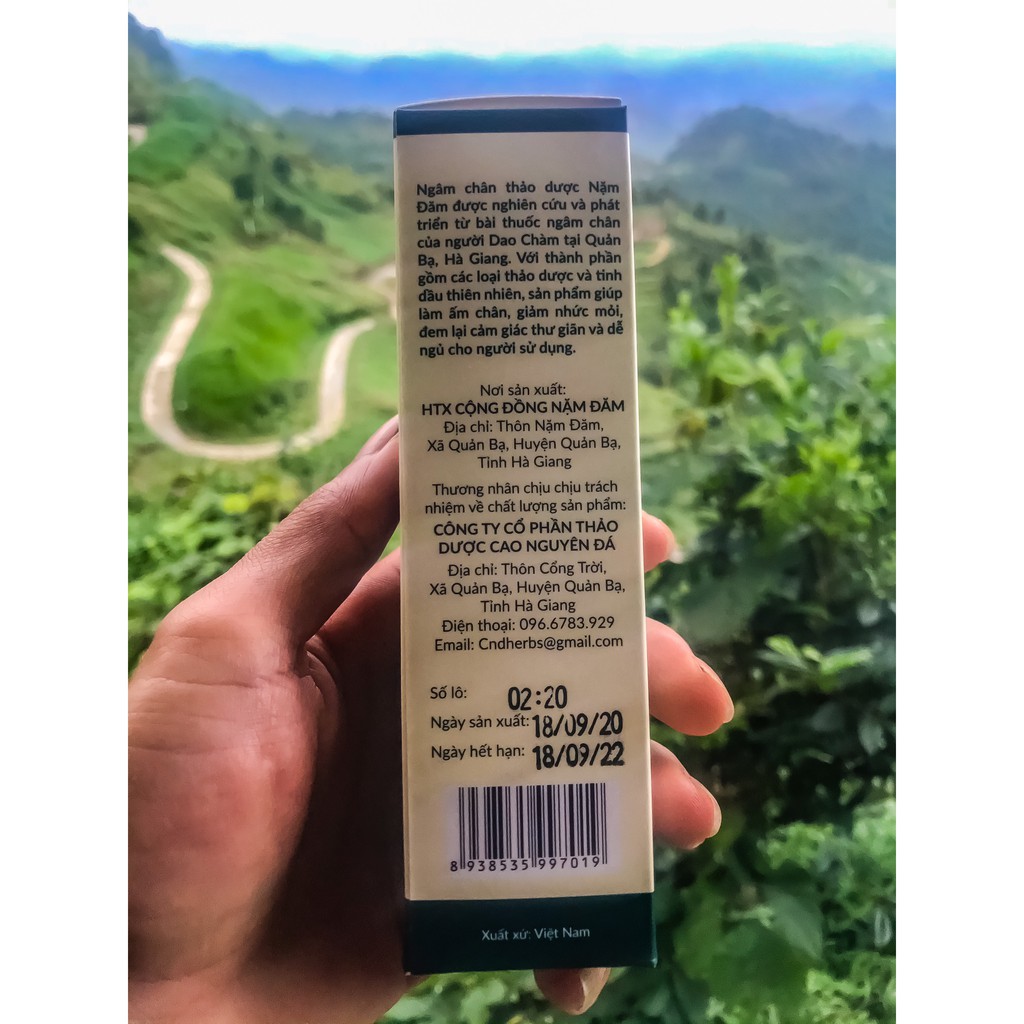 Ngâm chân thảo dược Nặm
Đăm được nghiên cứu và phát
triển từ bài thuốc ngâm chân
của người Dao Chàm tại Quản
Bạ, Hà Giang. Với thành phần
gồm các loại thảo dược và tinh
dầu thiên nhiên, sản phẩm giúp
làm ấm chân, giảm nhức mỏi,
đem lại cảm giác thư giãn và dễ
ngủ cho người sử dụng.
Nơi sản xuất:
HTX CỘNG ĐỒNG NẶM ĐĂM
Địa chỉ: Thôn Nặm Đăm,
Xã Quản Bạ, Huyện Quản Bạ,
Tỉnh Hà Giang
Thương nhân chịu chịu trách
nhiệm về chất lượng sản phẩm:
CÔNG TY CỔ PHẦN THẢO
DƯỢC CAO NGUYÊN ĐÁ
Địa chỉ: Thôn Cổng Trời,
Xã Quản Bạ, Huyện Quản Bạ,
Tỉnh Hà Giang
Điện thoại: 096.6783.929
Email: Cndherbs@gmail.com
Số lô: 02:20
Ngày sản xuất: 18/09/20
Ngày hết hạn: 18/09/22
8 938535 997019
Xuất xứ: Việt Nam